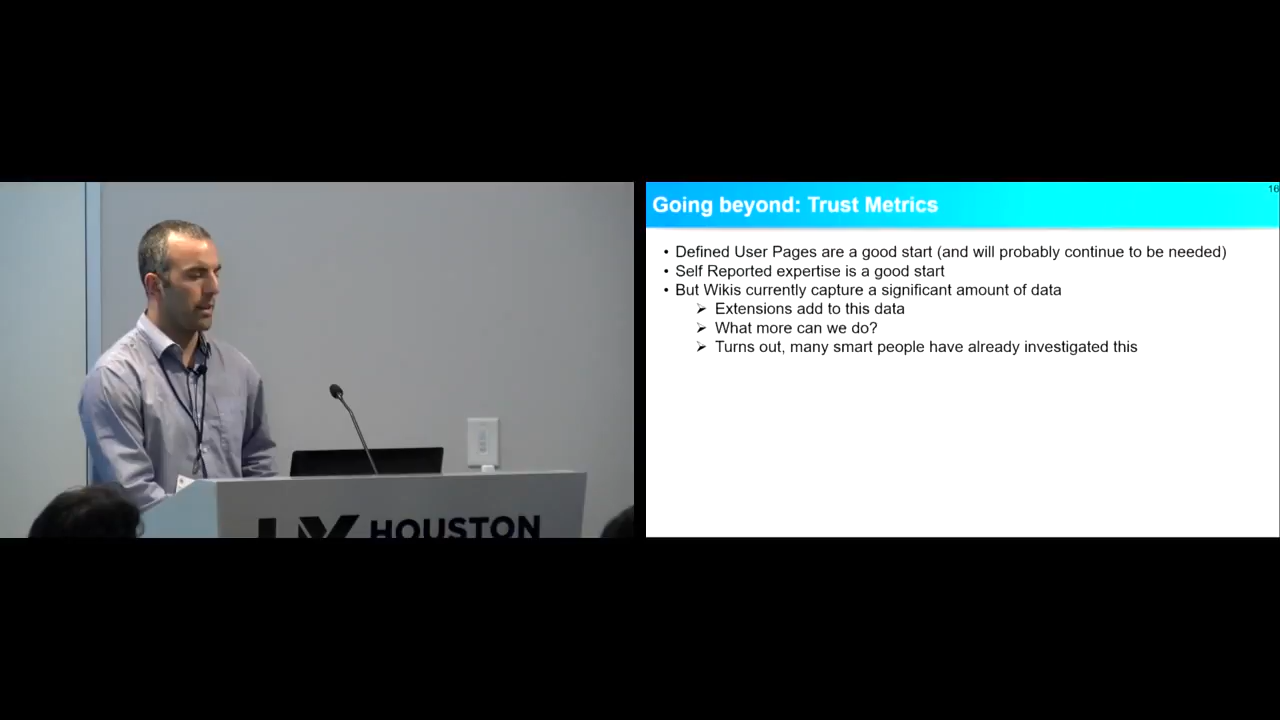 16
Going beyond: Trust Metrics
• Defined User Pages are a good start (and will probably continue to be needed)
• Self Reported expertise is a good start
• But Wikis currently capture a significant amount of data
➢ Extensions add to this data
➢ What more can we do?
➢ Turns out, many smart people have already investigated this
HOUSTON